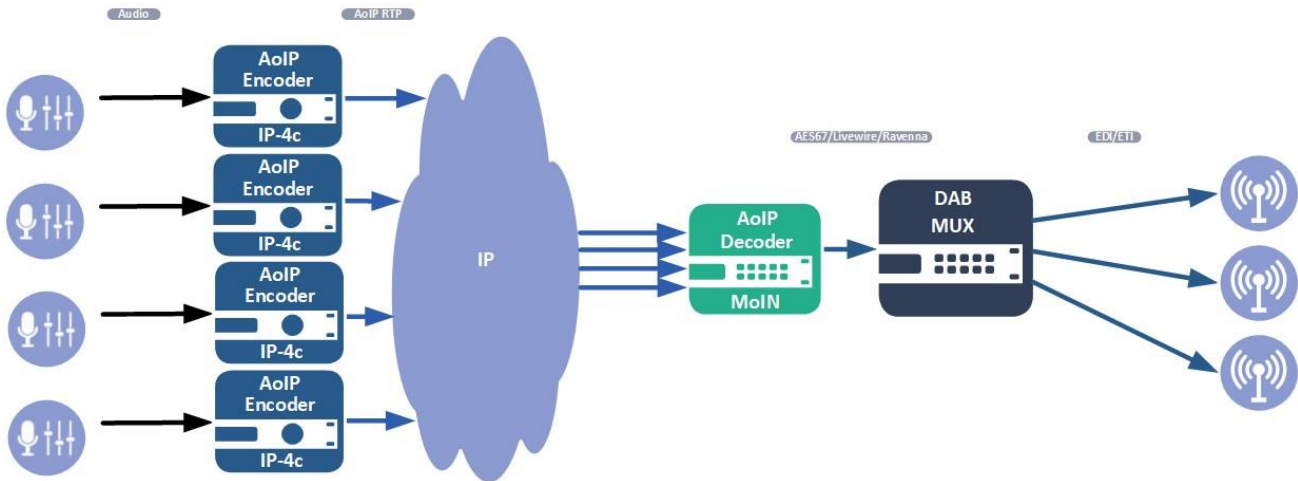 Audio
AoIP RTP
AoIP
Encoder
IP-4c
AoIP
Encoder
IP-4c
AoIP
Encoder
IP-4c
AoIP
Encoder
IP-4c
IP
AES67/Livewire/Ravenna
EDI/ETI
AoIP
Decoder
MoIN
DAB
MUX